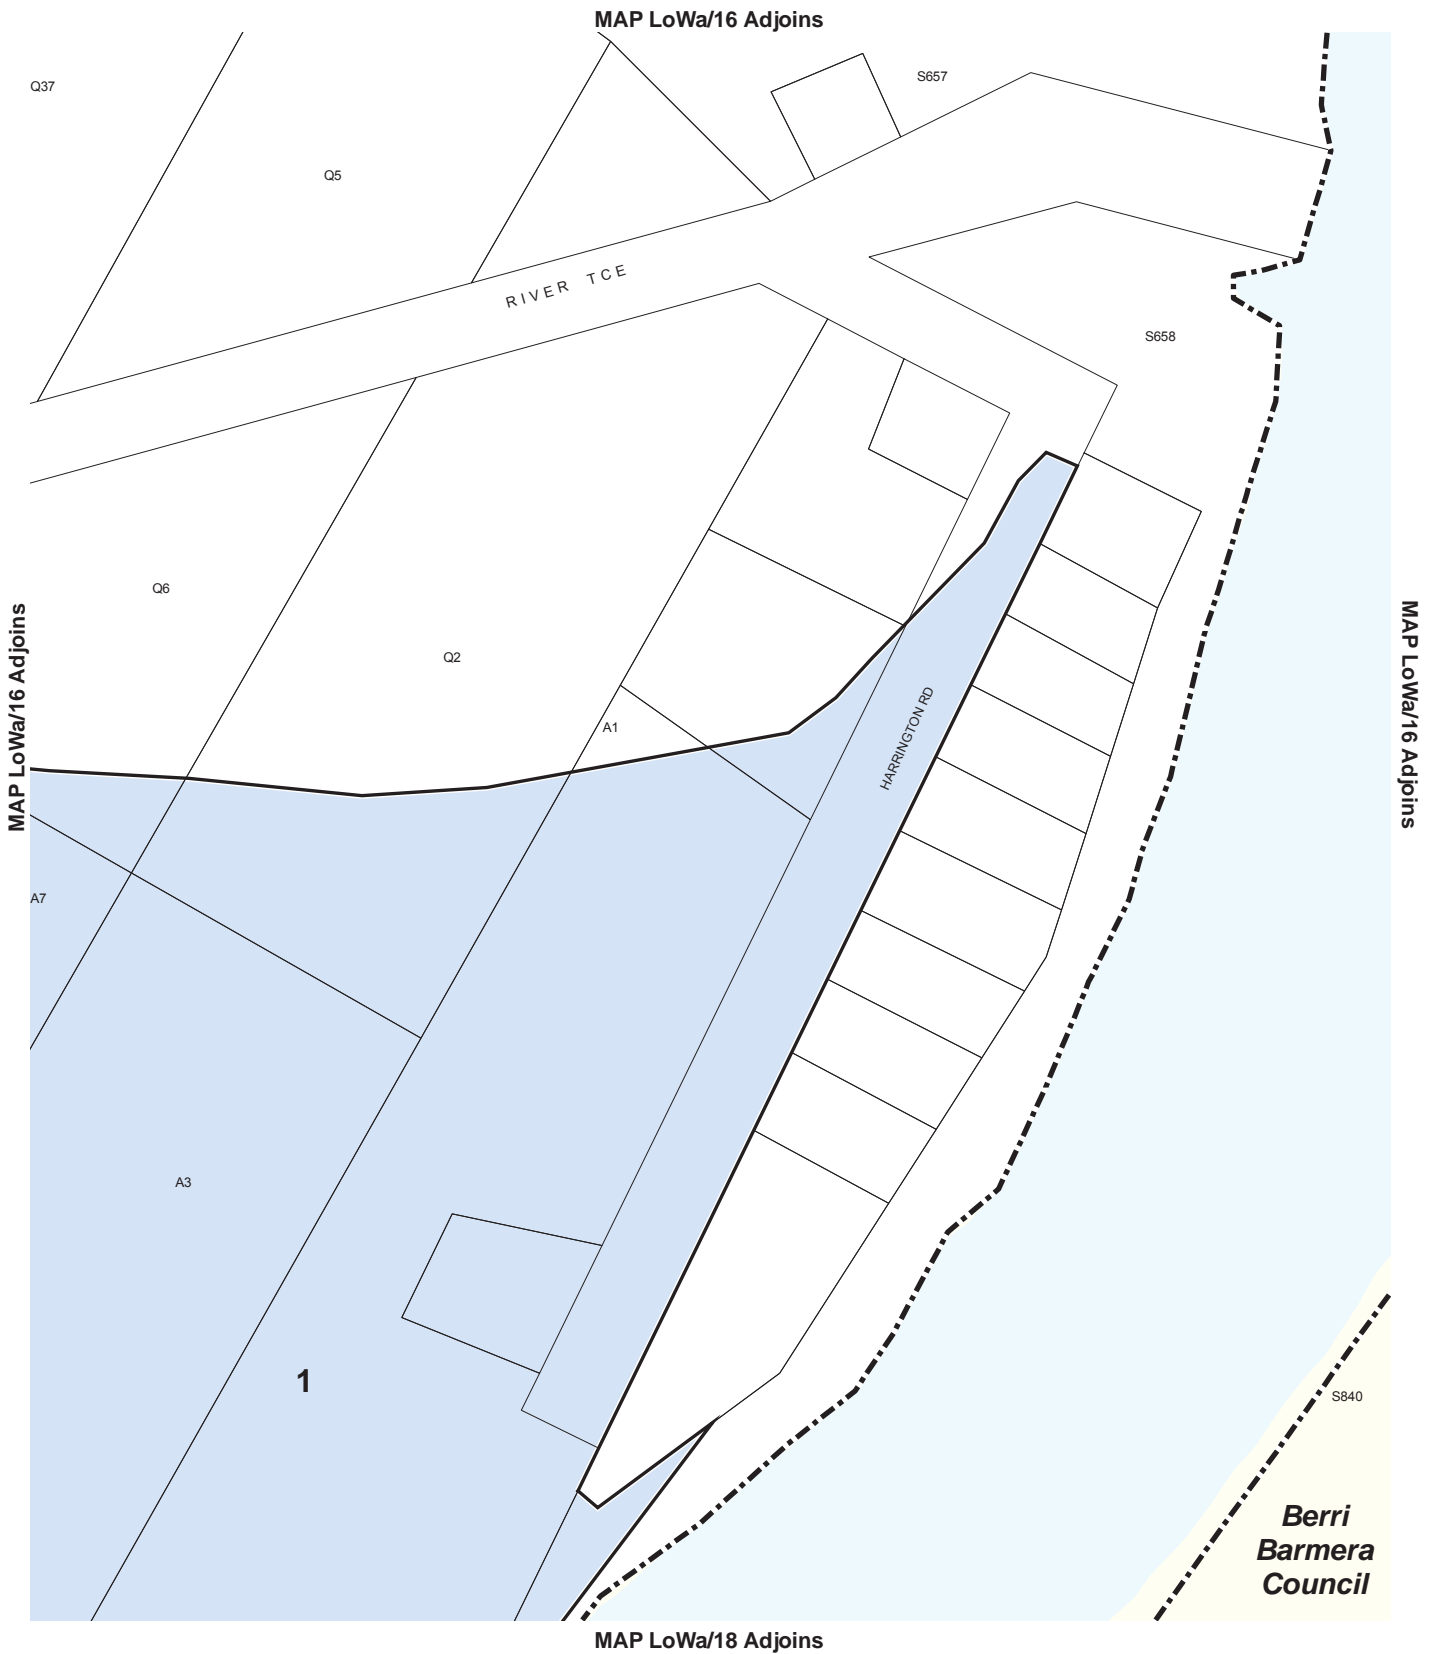 MAP LoWa/16 Adjoins
S657
Q37
Q5
RIVER TCE
S658
Q6
MAP LoWa/16 Adjoins
MAP LoWa/16 Adjoins
Q2
A1
HARRINGTON RD
A7
A3
1
S840
Berri
Barmera
Council
MAP LoWa/18 Adjoins